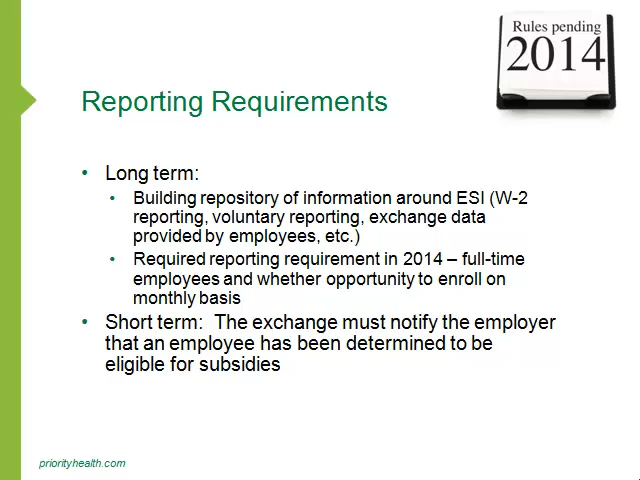 Rules pending
2014
Reporting Requirements
• Long term:
• Building repository of information around ESI (W-2
reporting, voluntary reporting, exchange data
provided by employees, etc.)
• Required reporting requirement in 2014 – full-time
employees and whether opportunity to enroll on
monthly basis
• Short term:  The exchange must notify the employer
that an employee has been determined to be
eligible for subsidies
priorityhealth.com